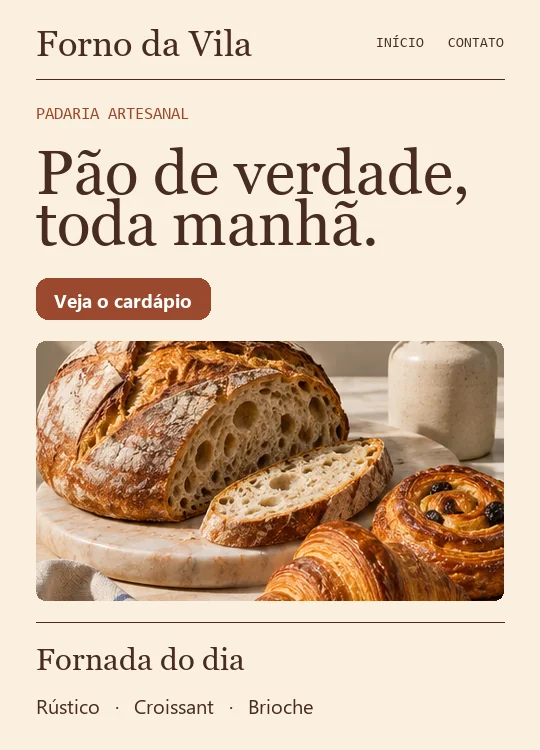 Forno da Vila
INÍCIO CONTATO
PADARIA ARTESANAL
Pão de verdade,
toda manhã.
Veja o cardápio
Fornada do dia
Rústico · Croissant · Brioche